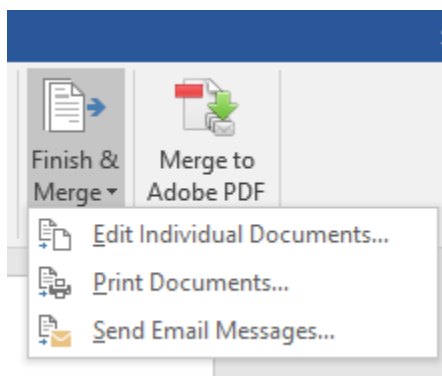 Finish &
Merge
Merge to
Adobe PDF
Edit Individual Documents...
Print Documents...
Send Email Messages...